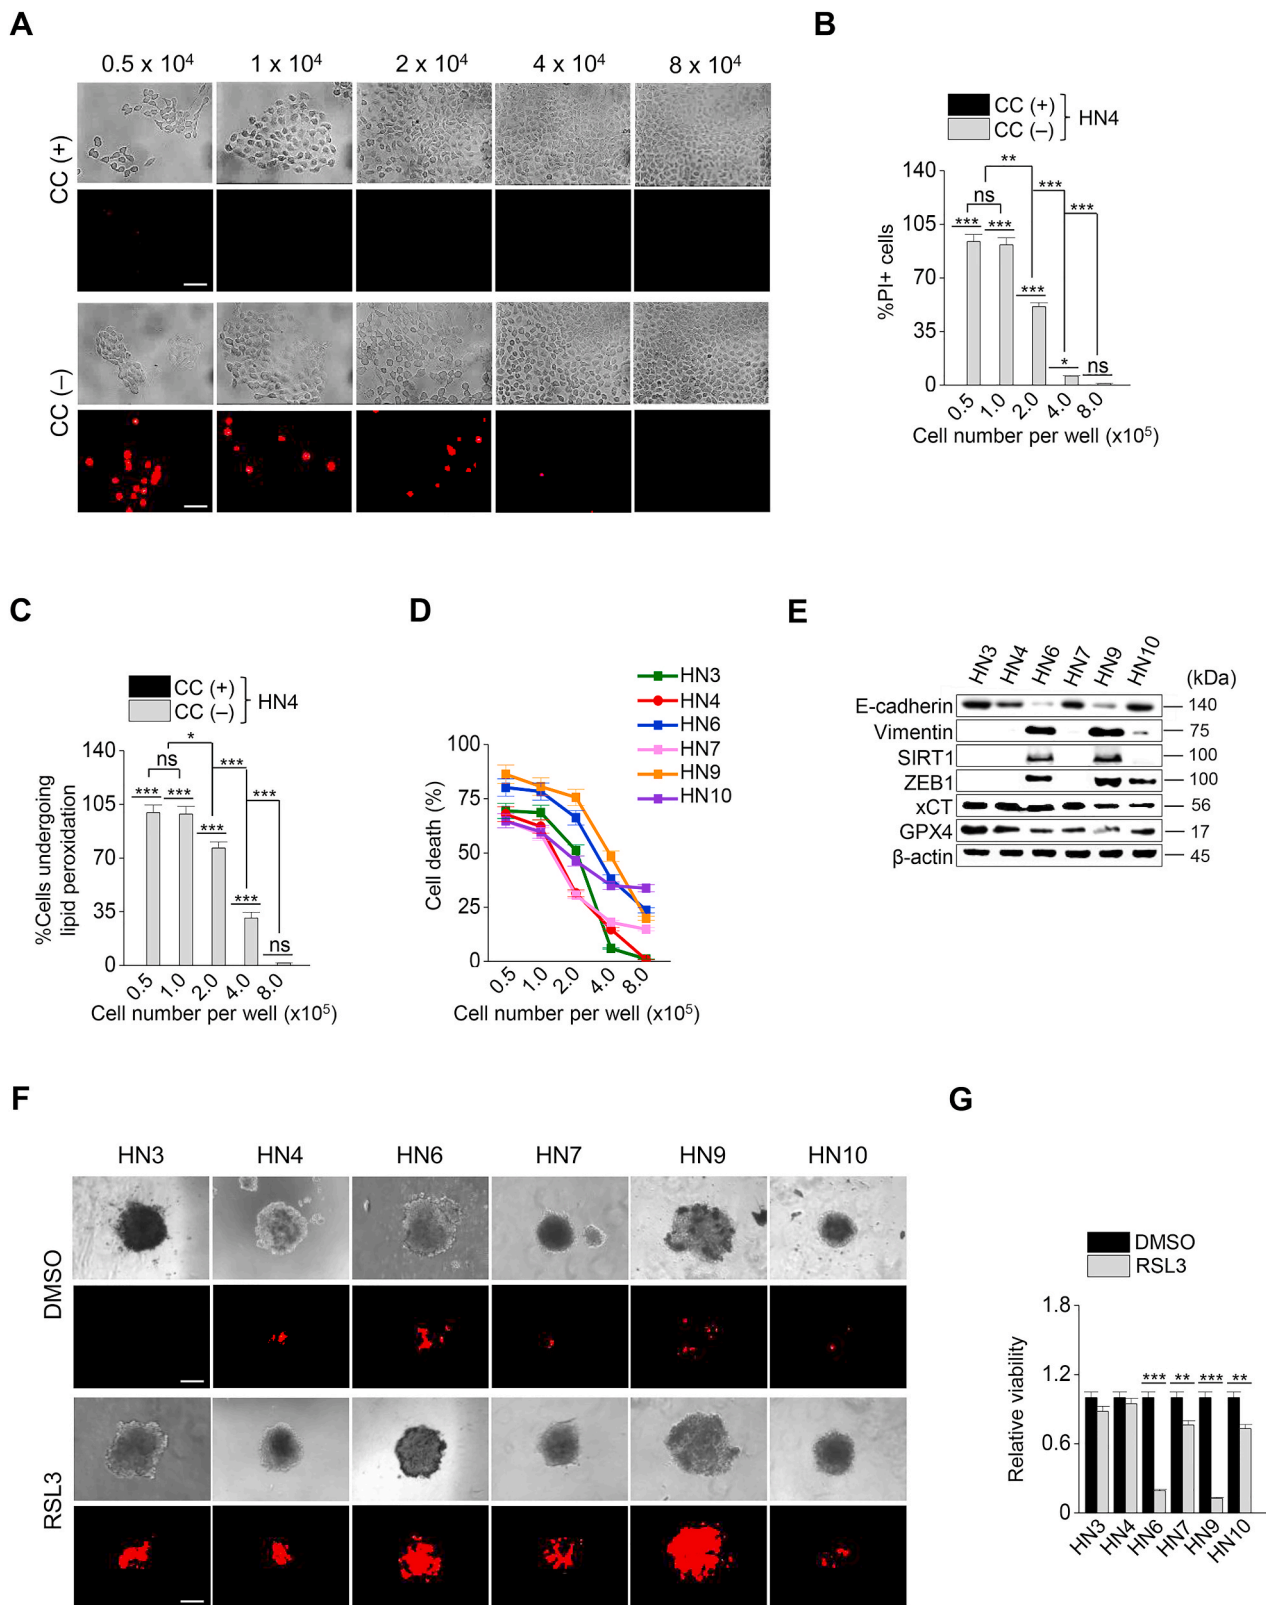 A
0.5 x 10⁴ 1 x 10⁴ 2 x 10⁴ 4 x 10⁴ 8 x 10⁴
CC (+)
CC (–)
B
CC (+)
CC (–)
HN4
**
***
***
ns
*** ***
***
*
ns
140
105
70
35
0
%PI+ cells
0.5 1.0 2.0 4.0 8.0
Cell number per well (x10⁵)
C
CC (+)
CC (–)
HN4
*
***
***
ns
*** ***
***
***
ns
140
105
70
35
0
%Cells undergoing
lipid peroxidation
0.5 1.0 2.0 4.0 8.0
Cell number per well (x10⁵)
D
HN3
HN4
HN6
HN7
HN9
HN10
100
75
50
25
0
Cell death (%)
0.5 1.0 2.0 4.0 8.0
Cell number per well (x10⁵)
E
HN3 HN4 HN6 HN7 HN9 HN10 (kDa)
E-cadherin 140
Vimentin 75
SIRT1 100
ZEB1 100
xCT 56
GPX4 17
β-actin 45
F
HN3 HN4 HN6 HN7 HN9 HN10
DMSO
RSL3
G
DMSO
RSL3
1.8
1.2
0.6
0
Relative viability
*** ** *** **
HN3 HN4 HN6 HN7 HN9 HN10